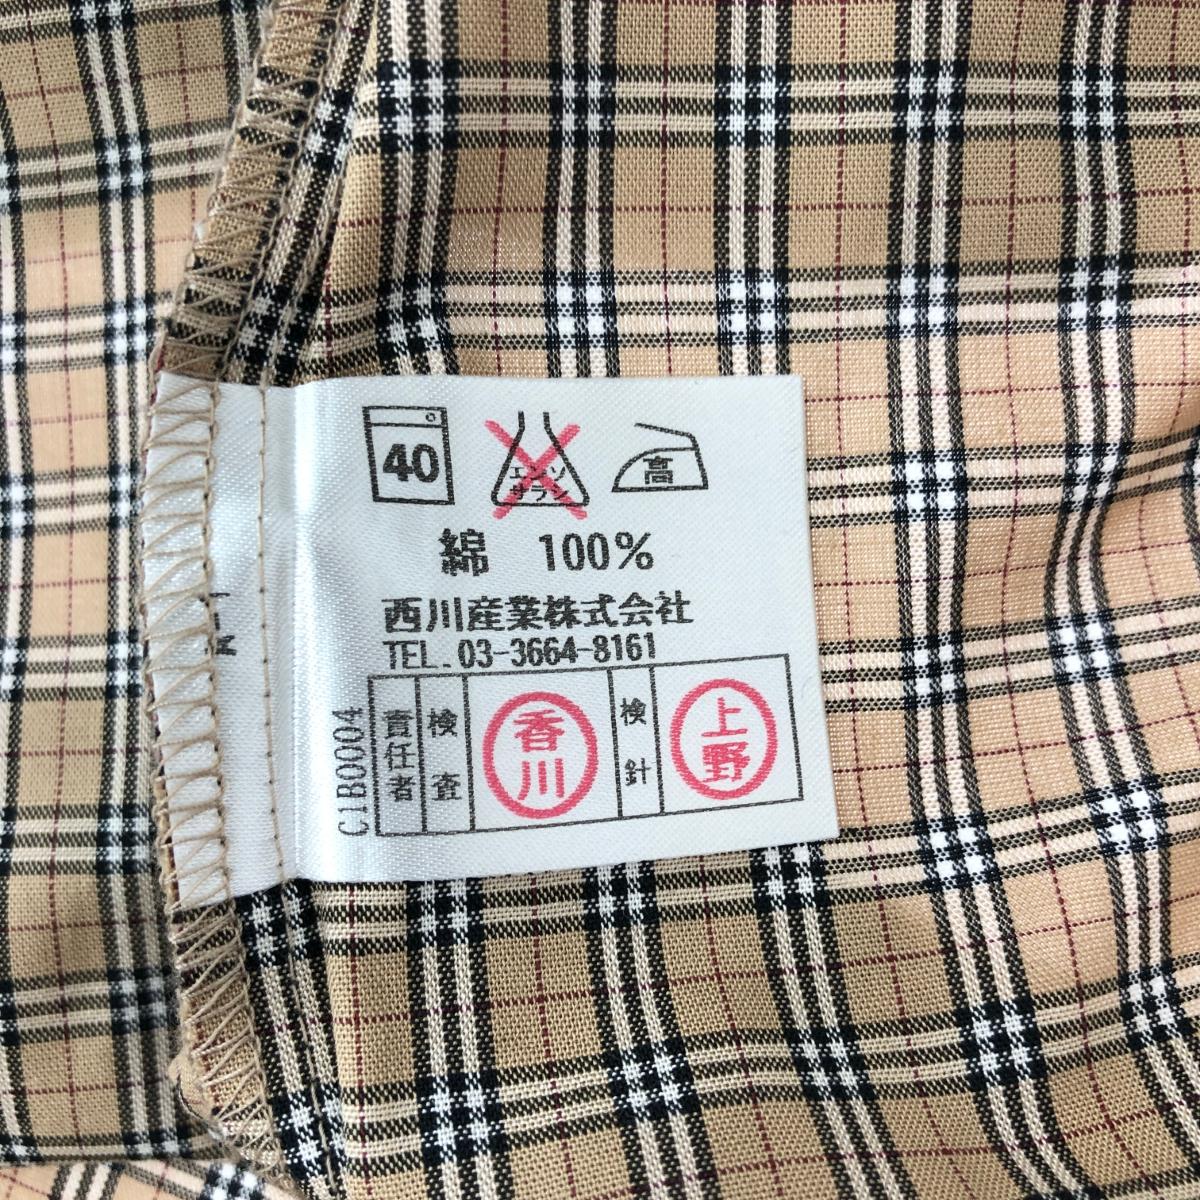 40
エンソ
サラシ
高
綿 100%
西川産業株式会社
TEL. 03-3664-8161
C1B0004
責任者
検査
香川
検針
上野